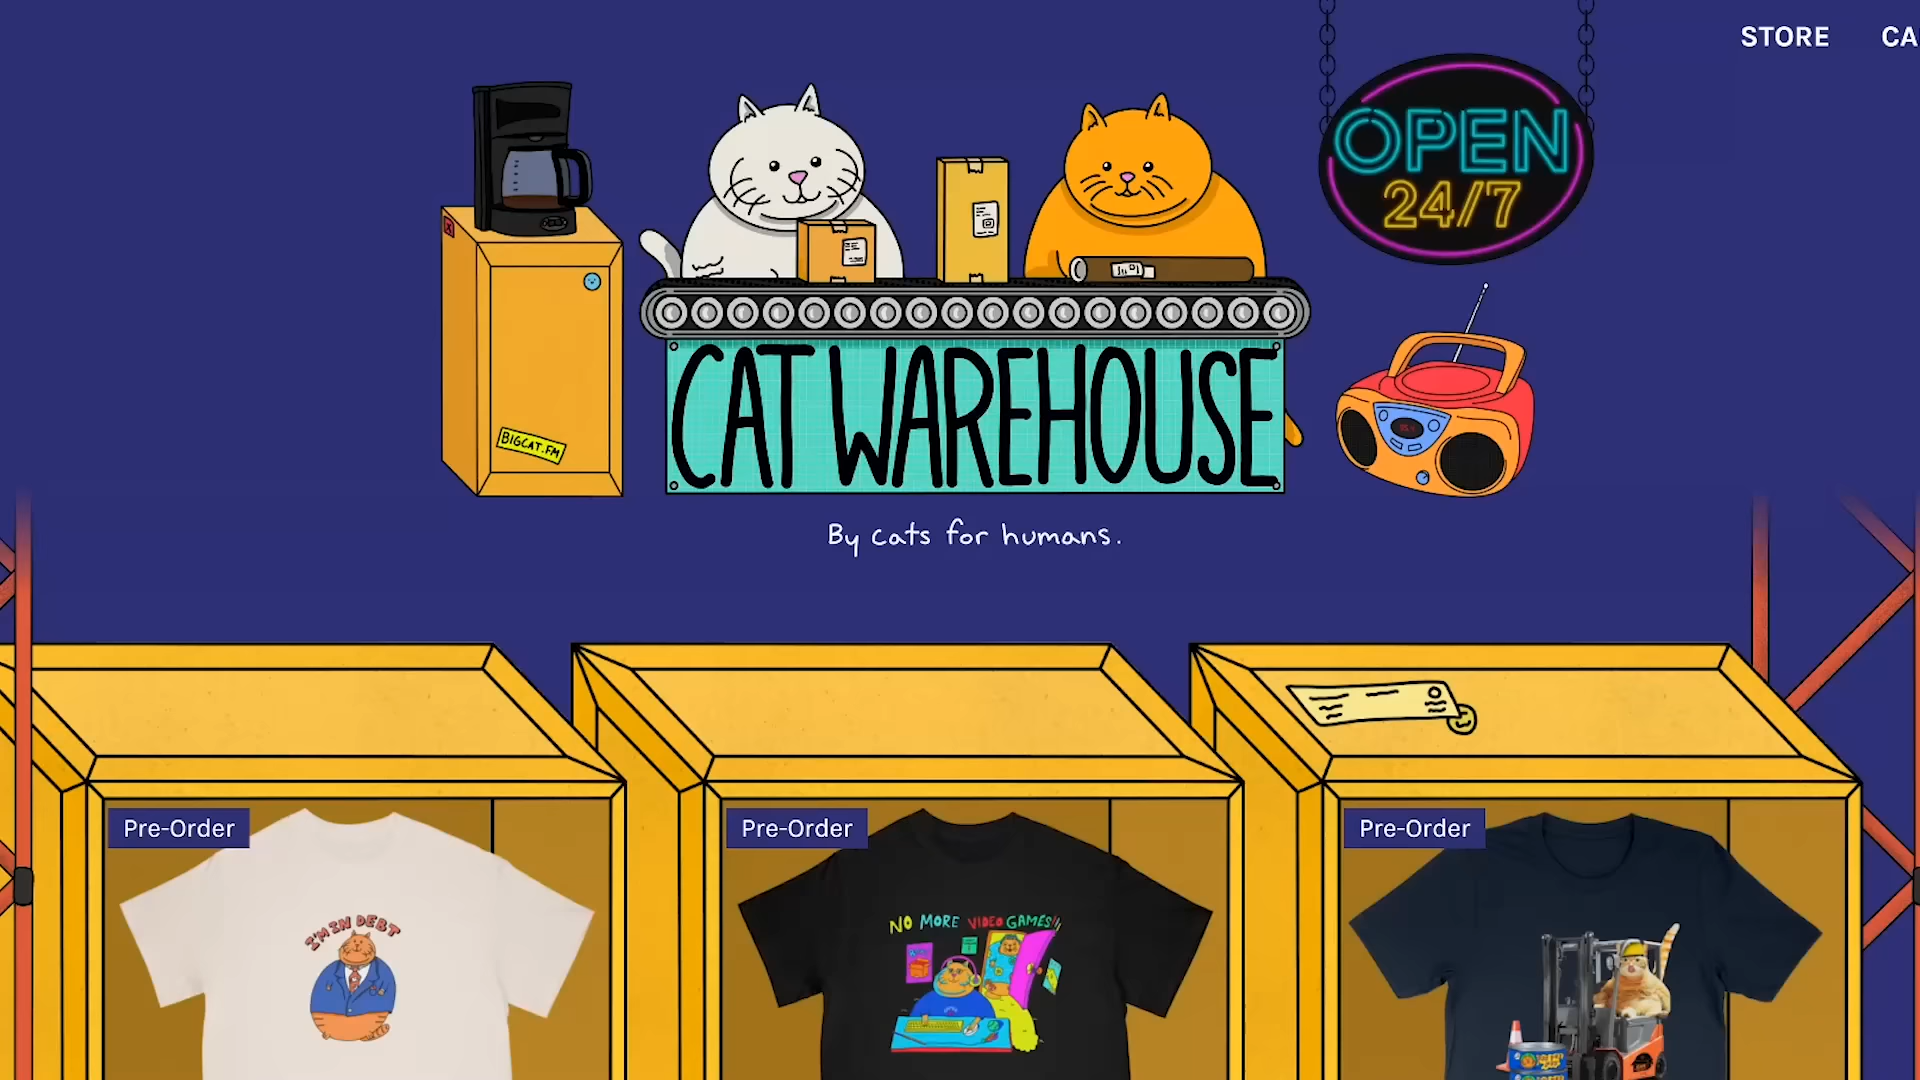 STORE
CA
OPEN
24/7
CAT WAREHOUSE
BIGCAT.FM
By cats for humans.
Pre-Order
Pre-Order
Pre-Order
I'M IN DEBT
NO MORE VIDEO GAMES!!